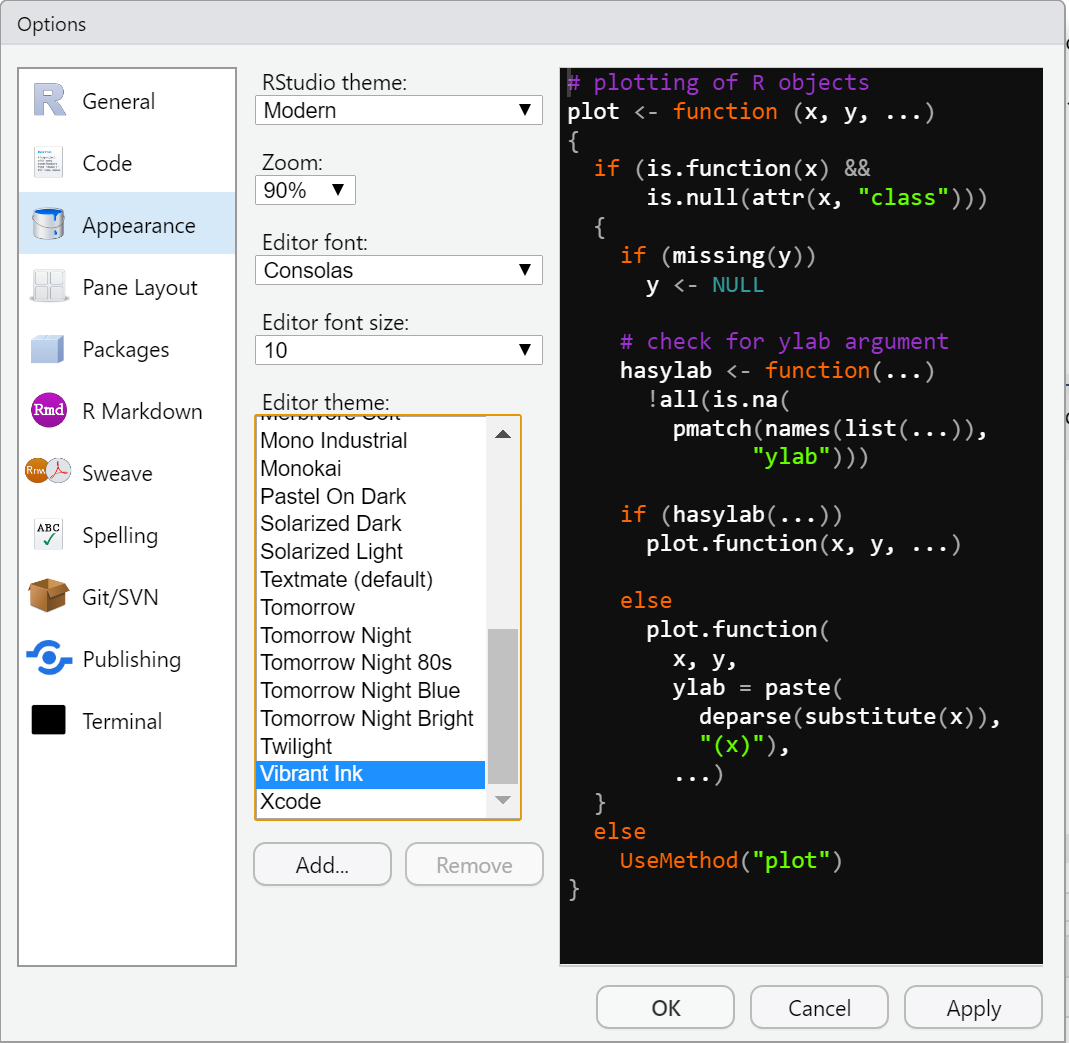 Options
General
Code
Appearance
Pane Layout
Packages
Rmd
R Markdown
Rnw
Sweave
ABC
Spelling
Git/SVN
Publishing
Terminal
RStudio theme:
Modern
Zoom:
90%
Editor font:
Consolas
Editor font size:
10
Editor theme:
Merbivore Soft
Mono Industrial
Monokai
Pastel On Dark
Solarized Dark
Solarized Light
Textmate (default)
Tomorrow
Tomorrow Night
Tomorrow Night 80s
Tomorrow Night Blue
Tomorrow Night Bright
Twilight
Vibrant Ink
Xcode
Add...
Remove
# plotting of R objects
plot <- function (x, y, ...)
{
  if (is.function(x) &&
      is.null(attr(x, "class")))
  {
    if (missing(y))
      y <- NULL
    # check for ylab argument
    hasylab <- function(...)
      !all(is.na(
        pmatch(names(list(...)),
              "ylab")))
    if (hasylab(...))
      plot.function(x, y, ...)
    else
      plot.function(
        x, y,
        ylab = paste(
          deparse(substitute(x)),
          "(x)"),
        ...)
  }
  else
    UseMethod("plot")
}
OK
Cancel
Apply